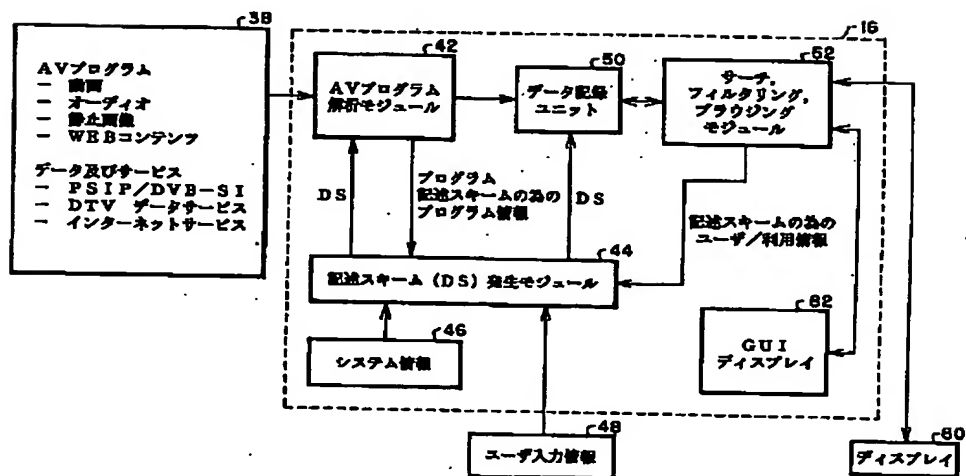 38
AVプログラム
— 動画
— オーディオ
— 静止画像
— WEBコンテンツ
データ及びサービス
— PSIP/DVB-SI
— DTV データサービス
— インターネットサービス
16
42
AVプログラム
解析モジュール
50
データ記録
ユニット
52
サーチ,
フィルタリング,
ブラウジング
モジュール
DS
プログラム
記述スキームの為の
プログラム情報
DS
記述スキームの為の
ユーザ/利用情報
44
記述スキーム(DS)発生モジュール
46
システム情報
62
GUI
ディスプレイ
48
ユーザ入力情報
60
ディスプレイ